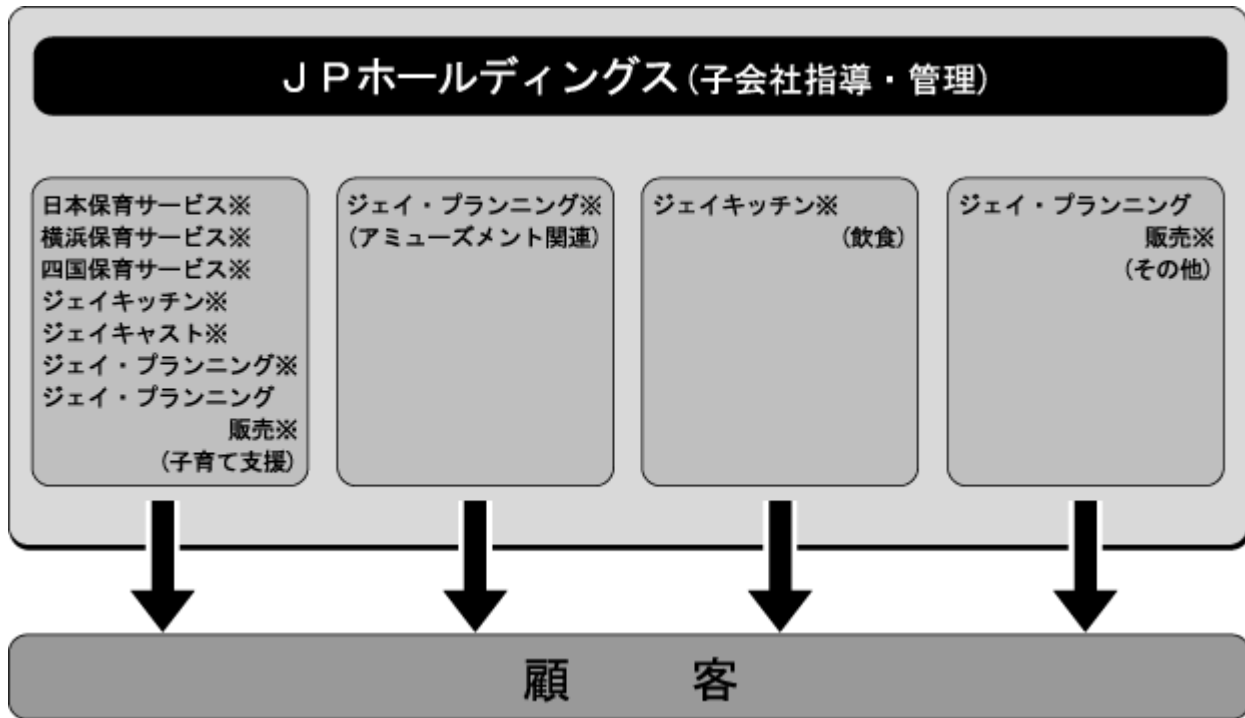 JPホールディングス(子会社指導・管理)
日本保育サービス※
横浜保育サービス※
四国保育サービス※
ジェイキッチン※
ジェイキャスト※
ジェイ・プランニング※
ジェイ・プランニング
販売※
(子育て支援)
ジェイ・プランニング※
(アミューズメント関連)
ジェイキッチン※
(飲食)
ジェイ・プランニング
販売※
(その他)
顧 客